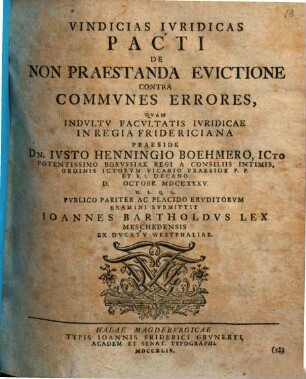 VINDICIAS IVRIDICAS
PACTI
DE
NON PRAESTANDA EVICTIONE
CONTRA
COMMVNES ERRORES,
QVAM
INDVLTV FACVLTATIS IVRIDICAE
IN REGIA FRIDERICIANA
PRAESIDE
DN. IVSTO HENNINGIO BOEHMERO, ICTO
POTENTISSIMO BORVSSIAE REGI A CONSILIIS INTIMIS,
ORDINIS ICTORVM VICARIO PRAESIDE P. P.
ET h. t. DECANO
D. OCTOBR. MDCCXXXV.
H. L. Q. S.
PVBLICO PARITER AC PLACIDO ERVDITORVM
EXAMINI SVBMITTIT
IOANNES BARTHOLDVS LEX
MESCHEDENSIS
EX DVCATV WESTPHALIAE.
HALAE MAGDEBVRGICAE
TYPIS IOANNIS FRIDERICI GRVNERTI,
ACADEM. ET SENAT. TYPOGRAPHI.
MDCCXLIV.